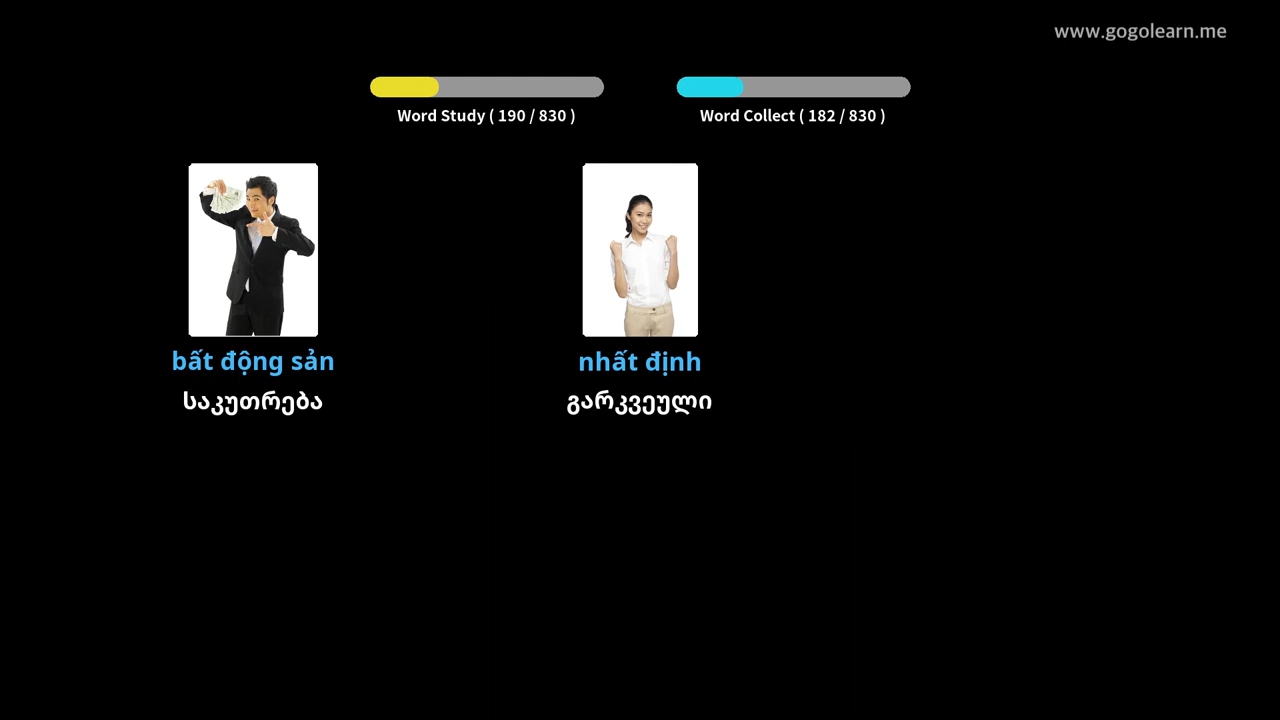 www.gogolearn.me
Word Study ( 190 / 830 )
Word Collect ( 182 / 830 )
bất động sản
nhất định
საკუთრება
გარკვეული